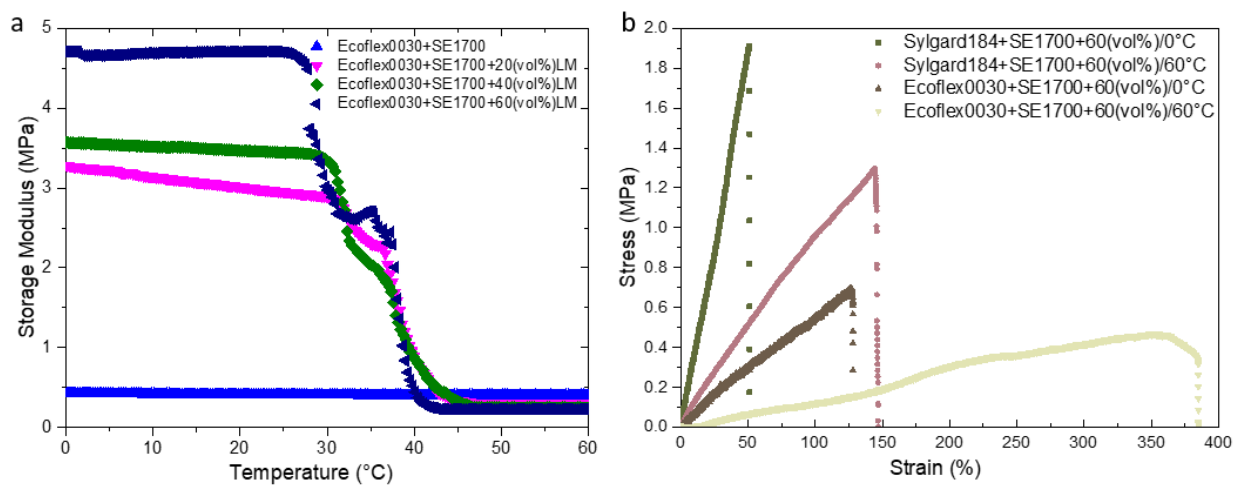 a
Storage Modulus (MPa)
5
4
3
2
1
0
0 10 20 30 40 50 60
Temperature (°C)
Ecoflex0030+SE1700
Ecoflex0030+SE1700+20(vol%)LM
Ecoflex0030+SE1700+40(vol%)LM
Ecoflex0030+SE1700+60(vol%)LM
b
Stress (MPa)
2.0
1.8
1.6
1.4
1.2
1.0
0.8
0.6
0.4
0.2
0.0
0 50 100 150 200 250 300 350 400
Strain (%)
Sylgard184+SE1700+60(vol%)/0°C
Sylgard184+SE1700+60(vol%)/60°C
Ecoflex0030+SE1700+60(vol%)/0°C
Ecoflex0030+SE1700+60(vol%)/60°C